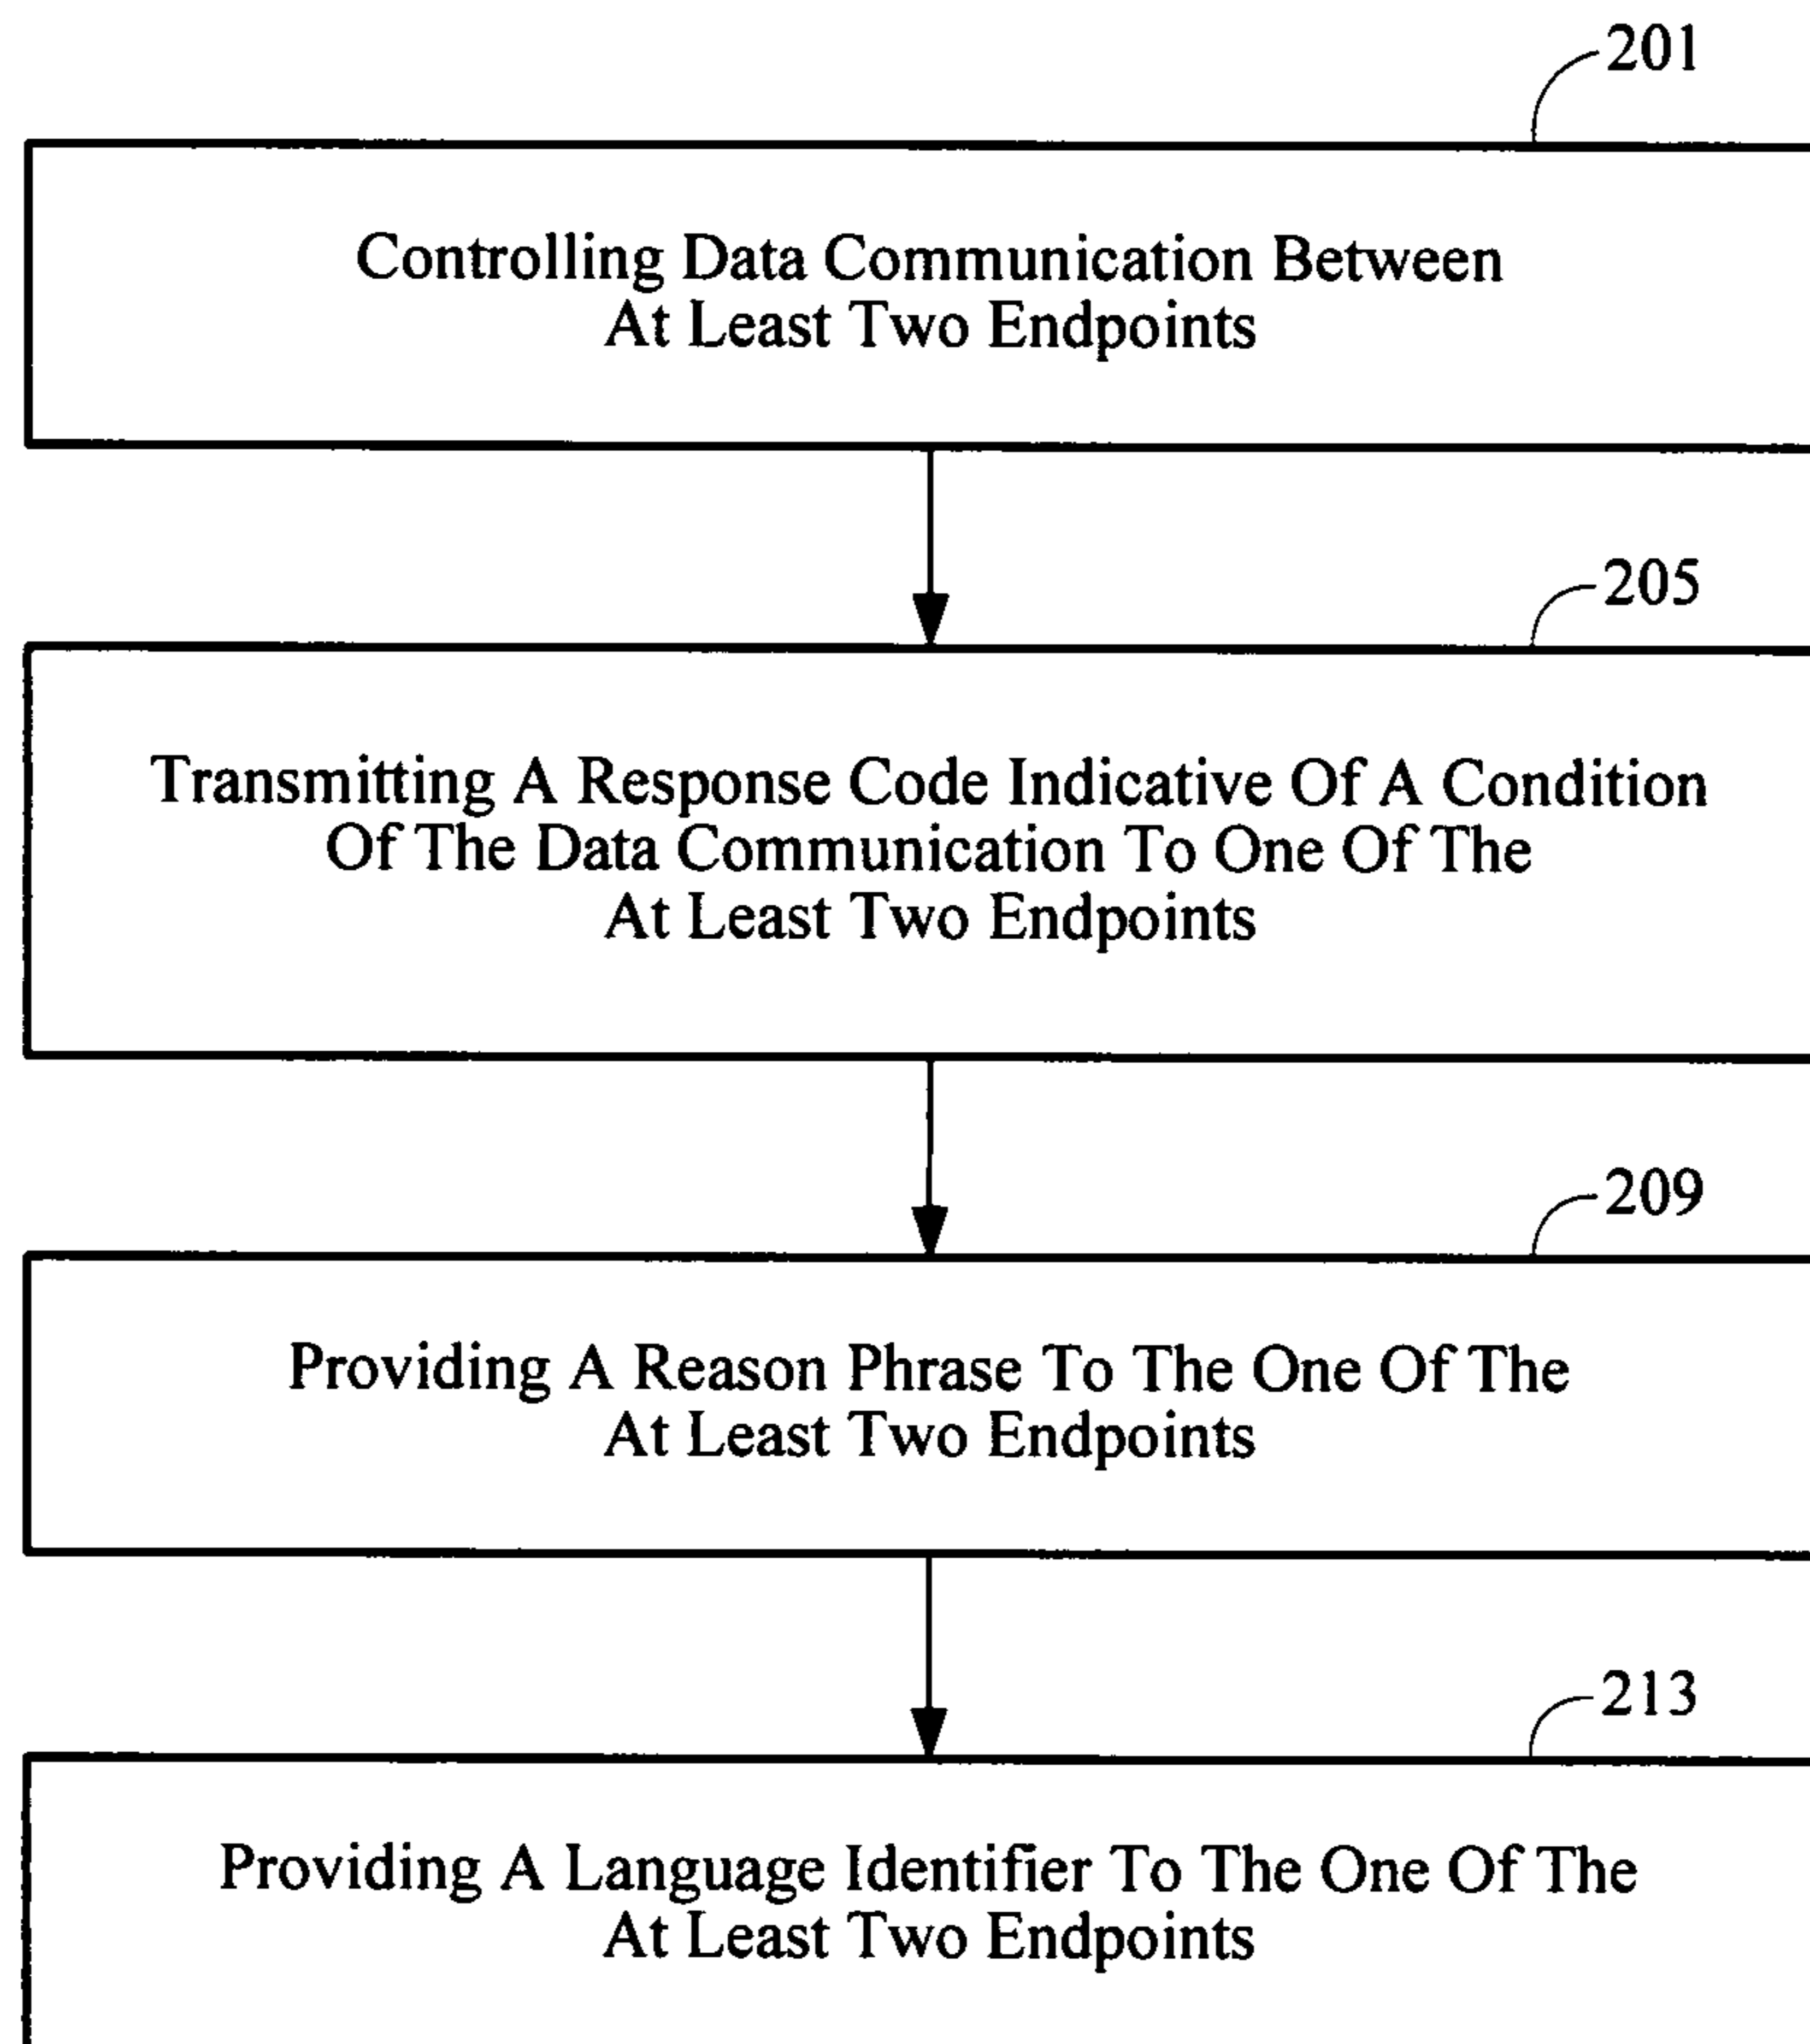 201
Controlling Data Communication Between
At Least Two Endpoints
205
Transmitting A Response Code Indicative Of A Condition
Of The Data Communication To One Of The
At Least Two Endpoints
209
Providing A Reason Phrase To The One Of The
At Least Two Endpoints
213
Providing A Language Identifier To The One Of The
At Least Two Endpoints